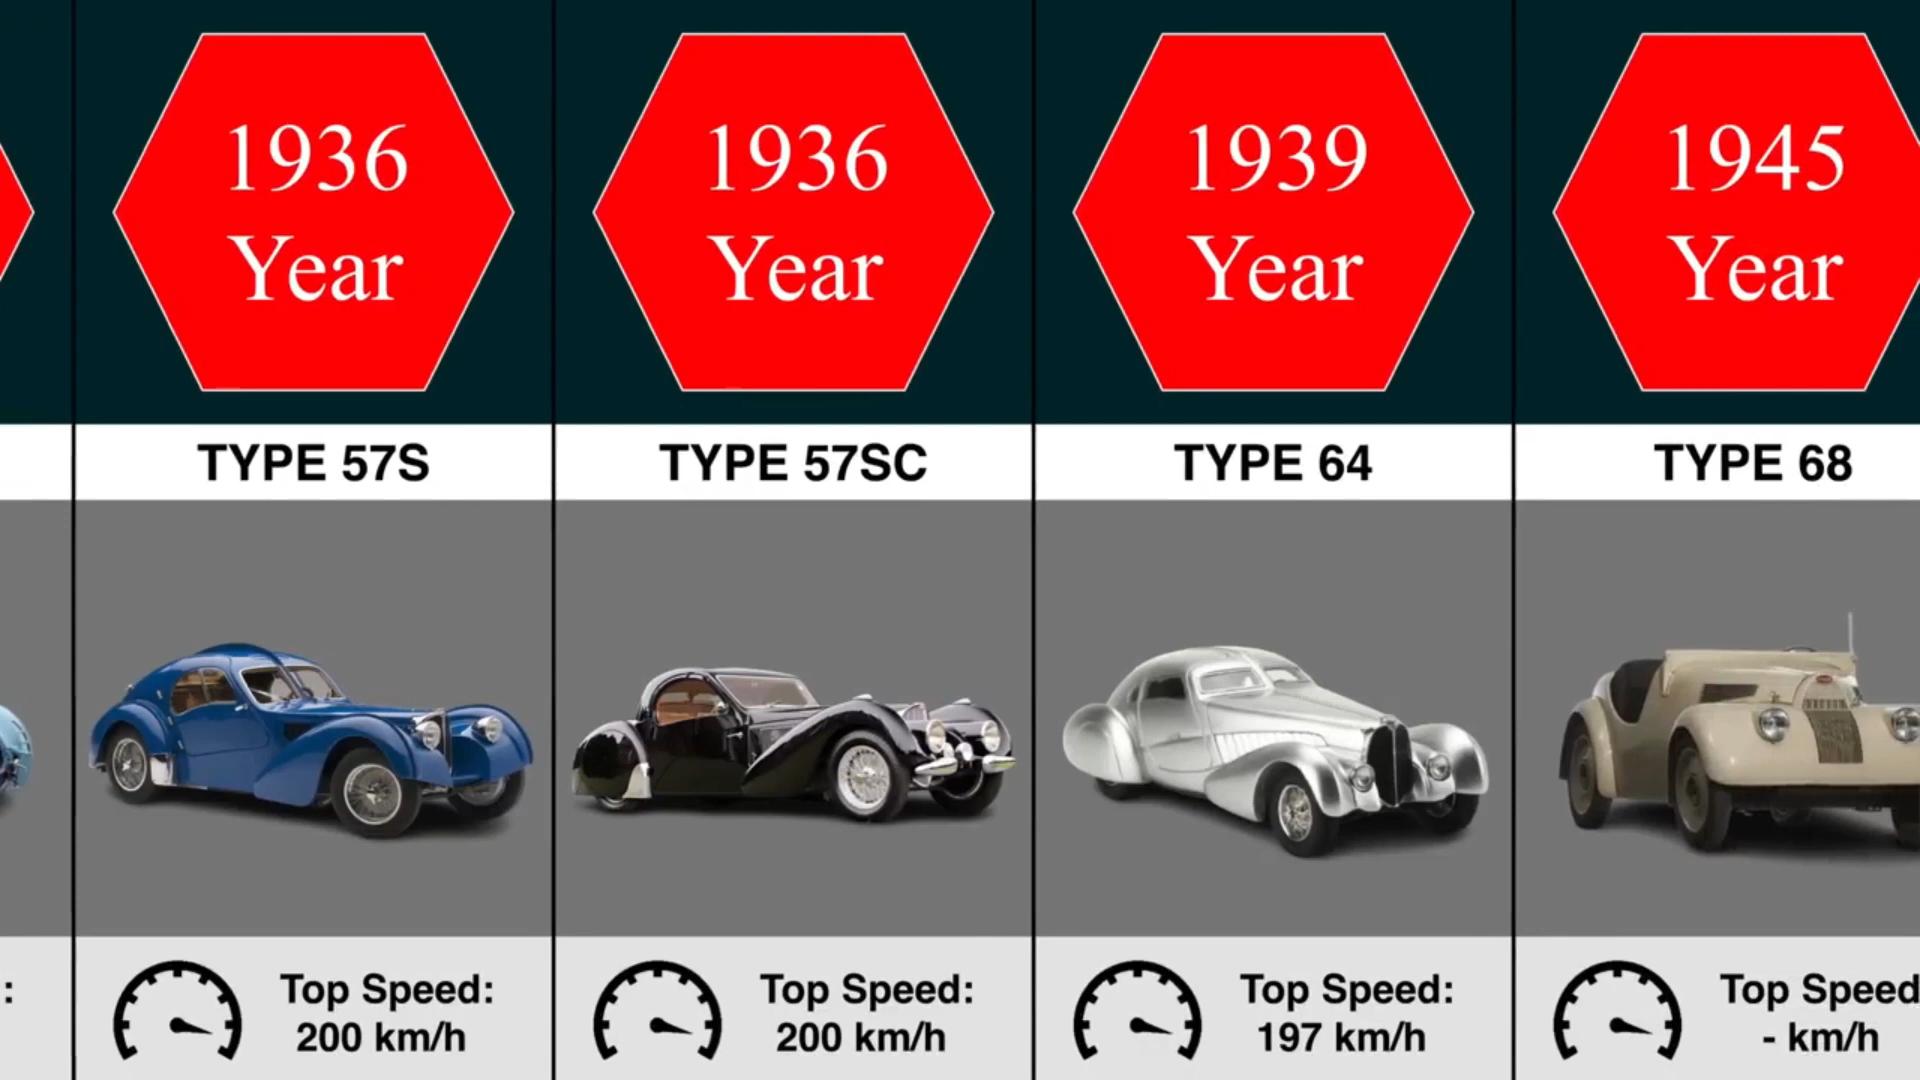 1936
Year
TYPE 57S
Top Speed:
200 km/h
1936
Year
TYPE 57SC
Top Speed:
200 km/h
1939
Year
TYPE 64
Top Speed:
197 km/h
1945
Year
TYPE 68
Top Speed
- km/h